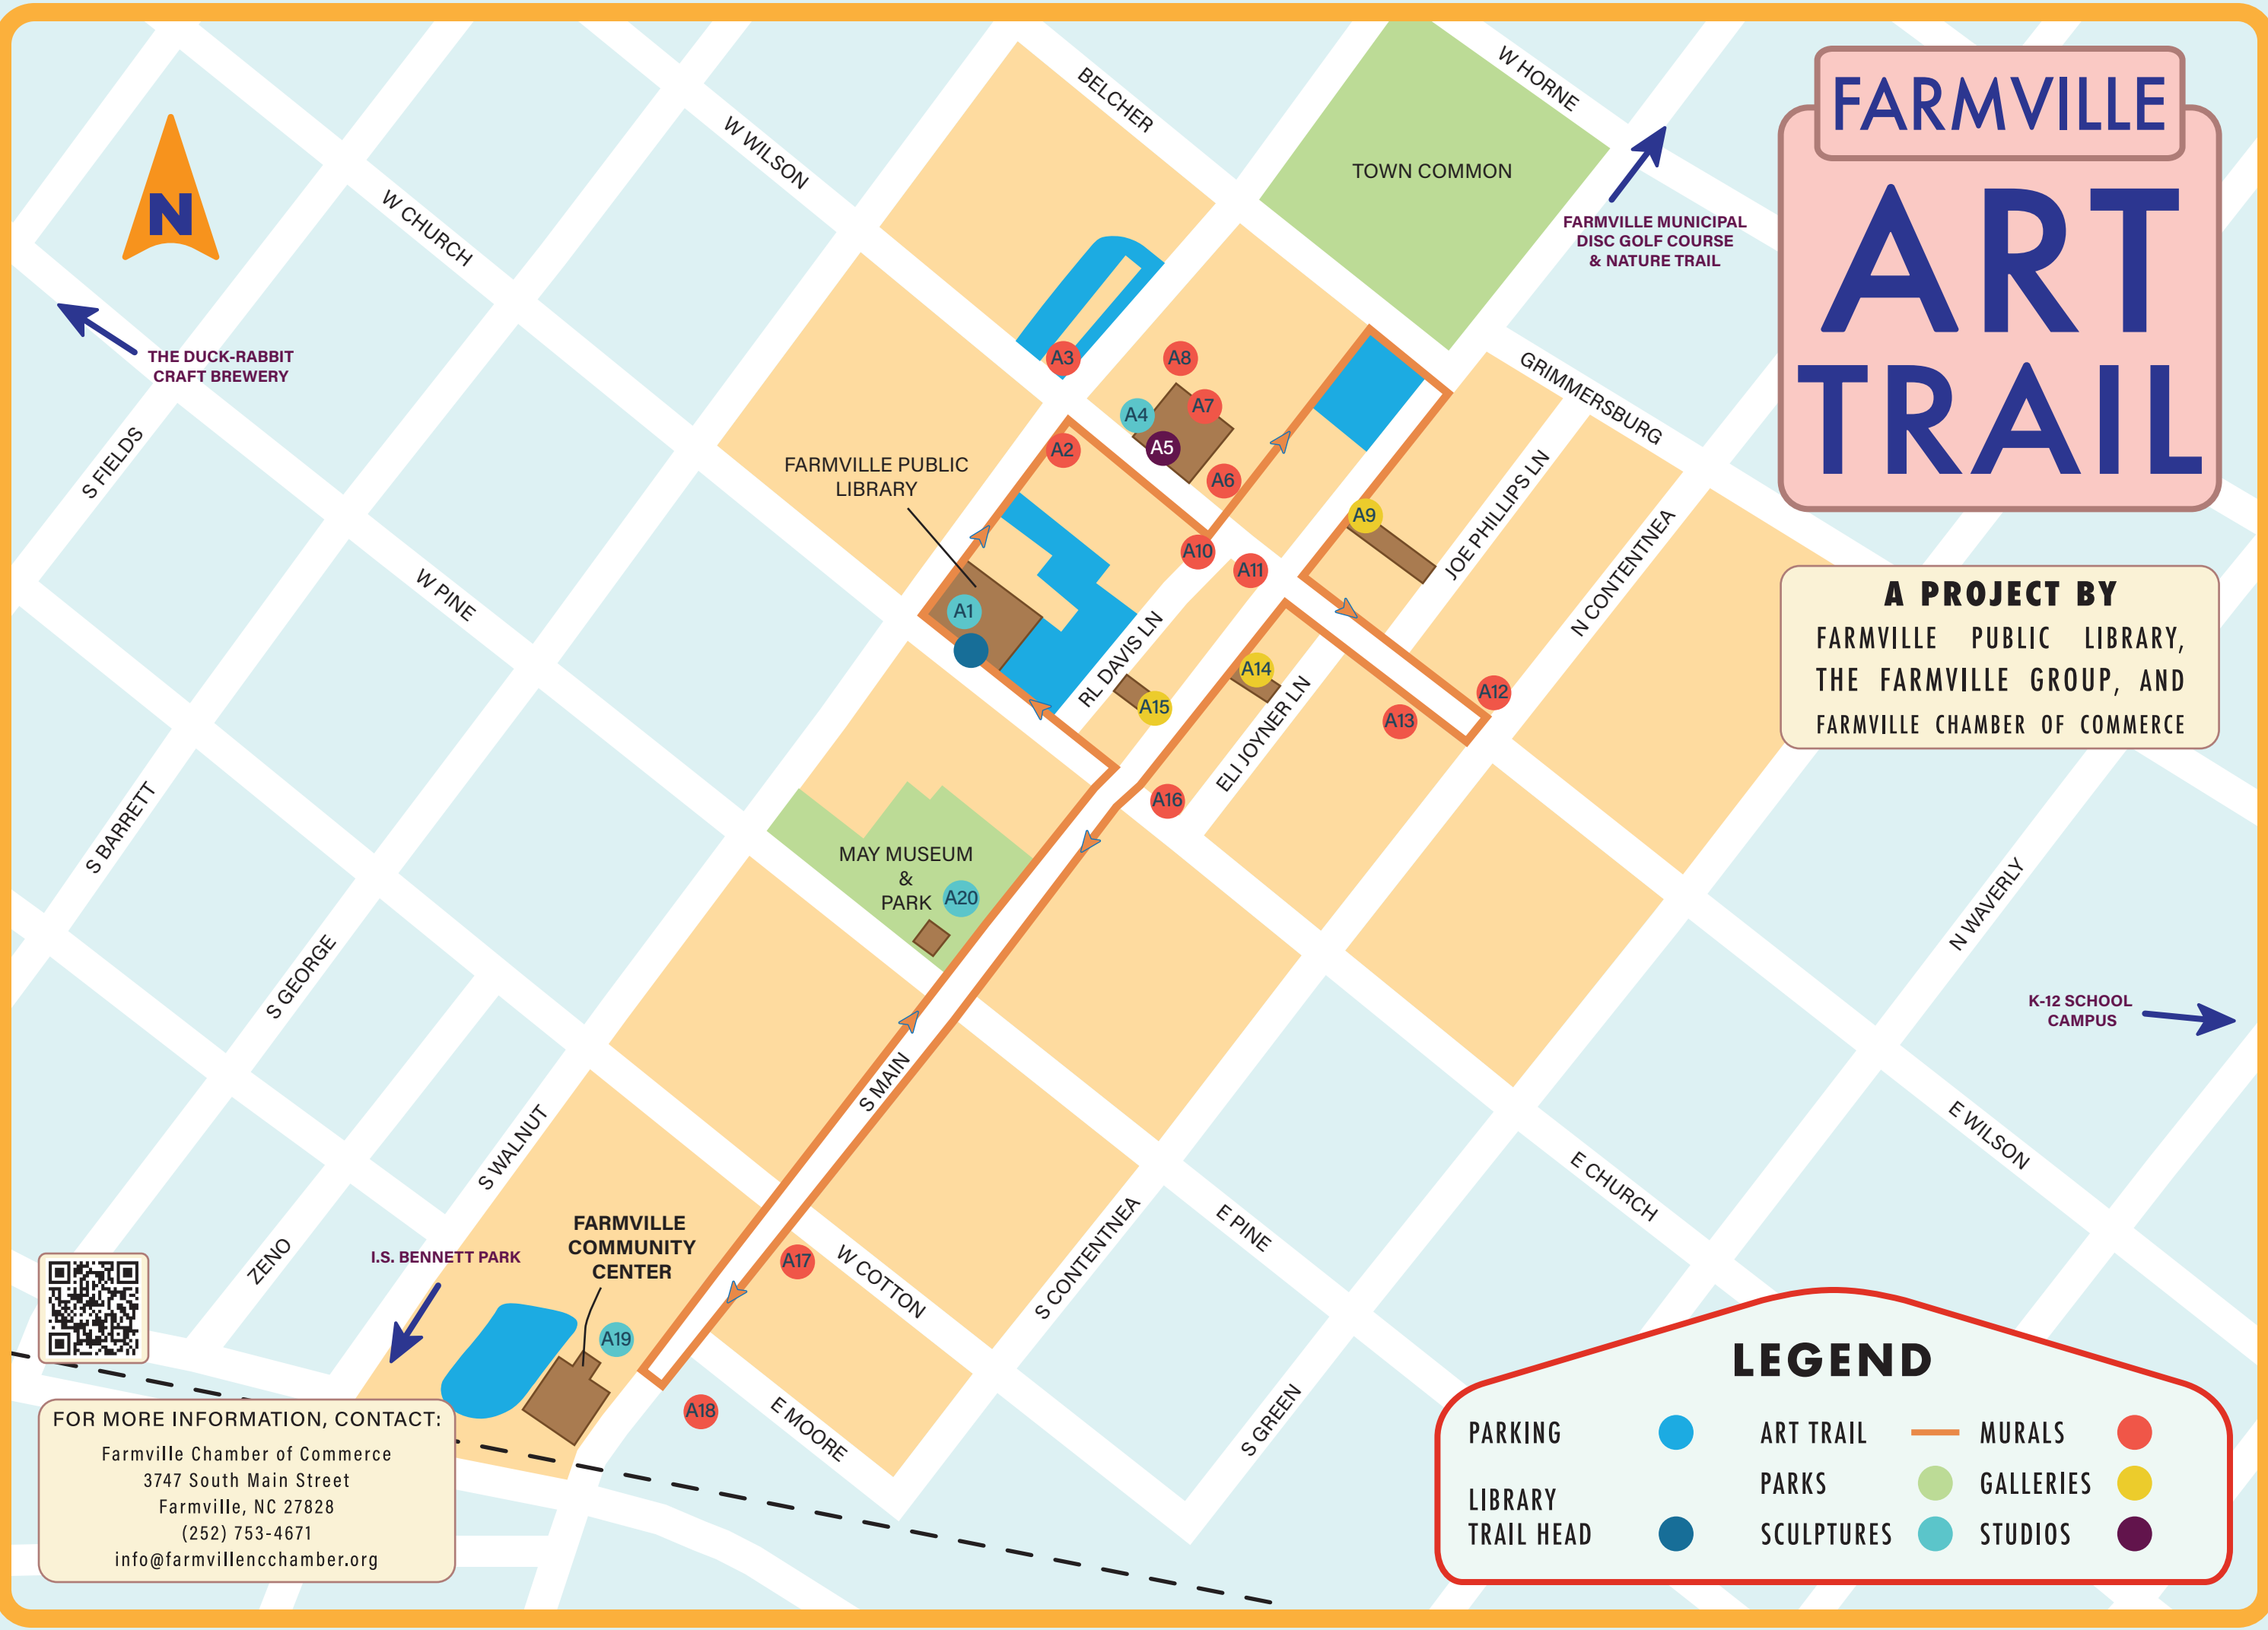 FARMVILLE
ART
TRAIL
A PROJECT BY
FARMVILLE PUBLIC LIBRARY,
THE FARMVILLE GROUP, AND
FARMVILLE CHAMBER OF COMMERCE
N
W HORNE
BELCHER
W WILSON
W CHURCH
TOWN COMMON
FARMVILLE MUNICIPAL
DISC GOLF COURSE
& NATURE TRAIL
THE DUCK-RABBIT
CRAFT BREWERY
GRIMMERSBURG
A3
A8
A4
A7
A5
A2
A6
FARMVILLE PUBLIC
LIBRARY
S FIELDS
A9
JOE PHILLIPS LN
N CONTENTNEA
A10
A11
W PINE
A1
RL DAVIS LN
A14
A15
A12
A13
ELI JOYNER LN
A16
S BARRETT
MAY MUSEUM
&
PARK
A20
N WAVERLY
S GEORGE
K-12 SCHOOL
CAMPUS
S MAIN
S WALNUT
E WILSON
E CHURCH
E PINE
S CONTENTNEA
W COTTON
A17
ZENO
I.S. BENNETT PARK
FARMVILLE
COMMUNITY
CENTER
A19
A18
E MOORE
S GREEN
FOR MORE INFORMATION, CONTACT:
Farmville Chamber of Commerce
3747 South Main Street
Farmville, NC 27828
(252) 753-4671
info@farmvillencchamber.org
LEGEND
PARKING
LIBRARY
TRAIL HEAD
ART TRAIL
PARKS
SCULPTURES
MURALS
GALLERIES
STUDIOS